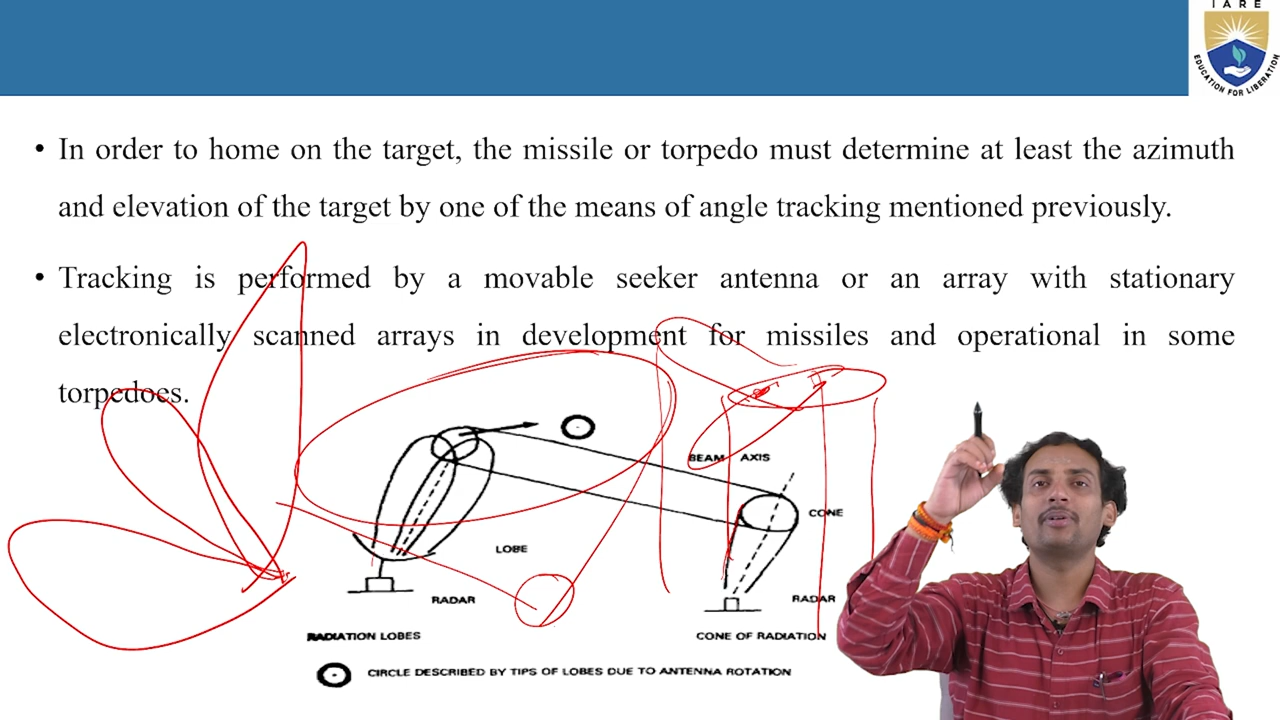 IARE
EDUCATION FOR LIBERATION
• In order to home on the target, the missile or torpedo must determine at least the azimuth
and elevation of the target by one of the means of angle tracking mentioned previously.
• Tracking is performed by a movable seeker antenna or an array with stationary
electronically scanned arrays in development for missiles and operational in some
torpedoes.
BEAM AXIS
CONE
LOBE
RADAR
RADAR
RADIATION LOBES
CONE OF RADIATION
CIRCLE DESCRIBED BY TIPS OF LOBES DUE TO ANTENNA ROTATION